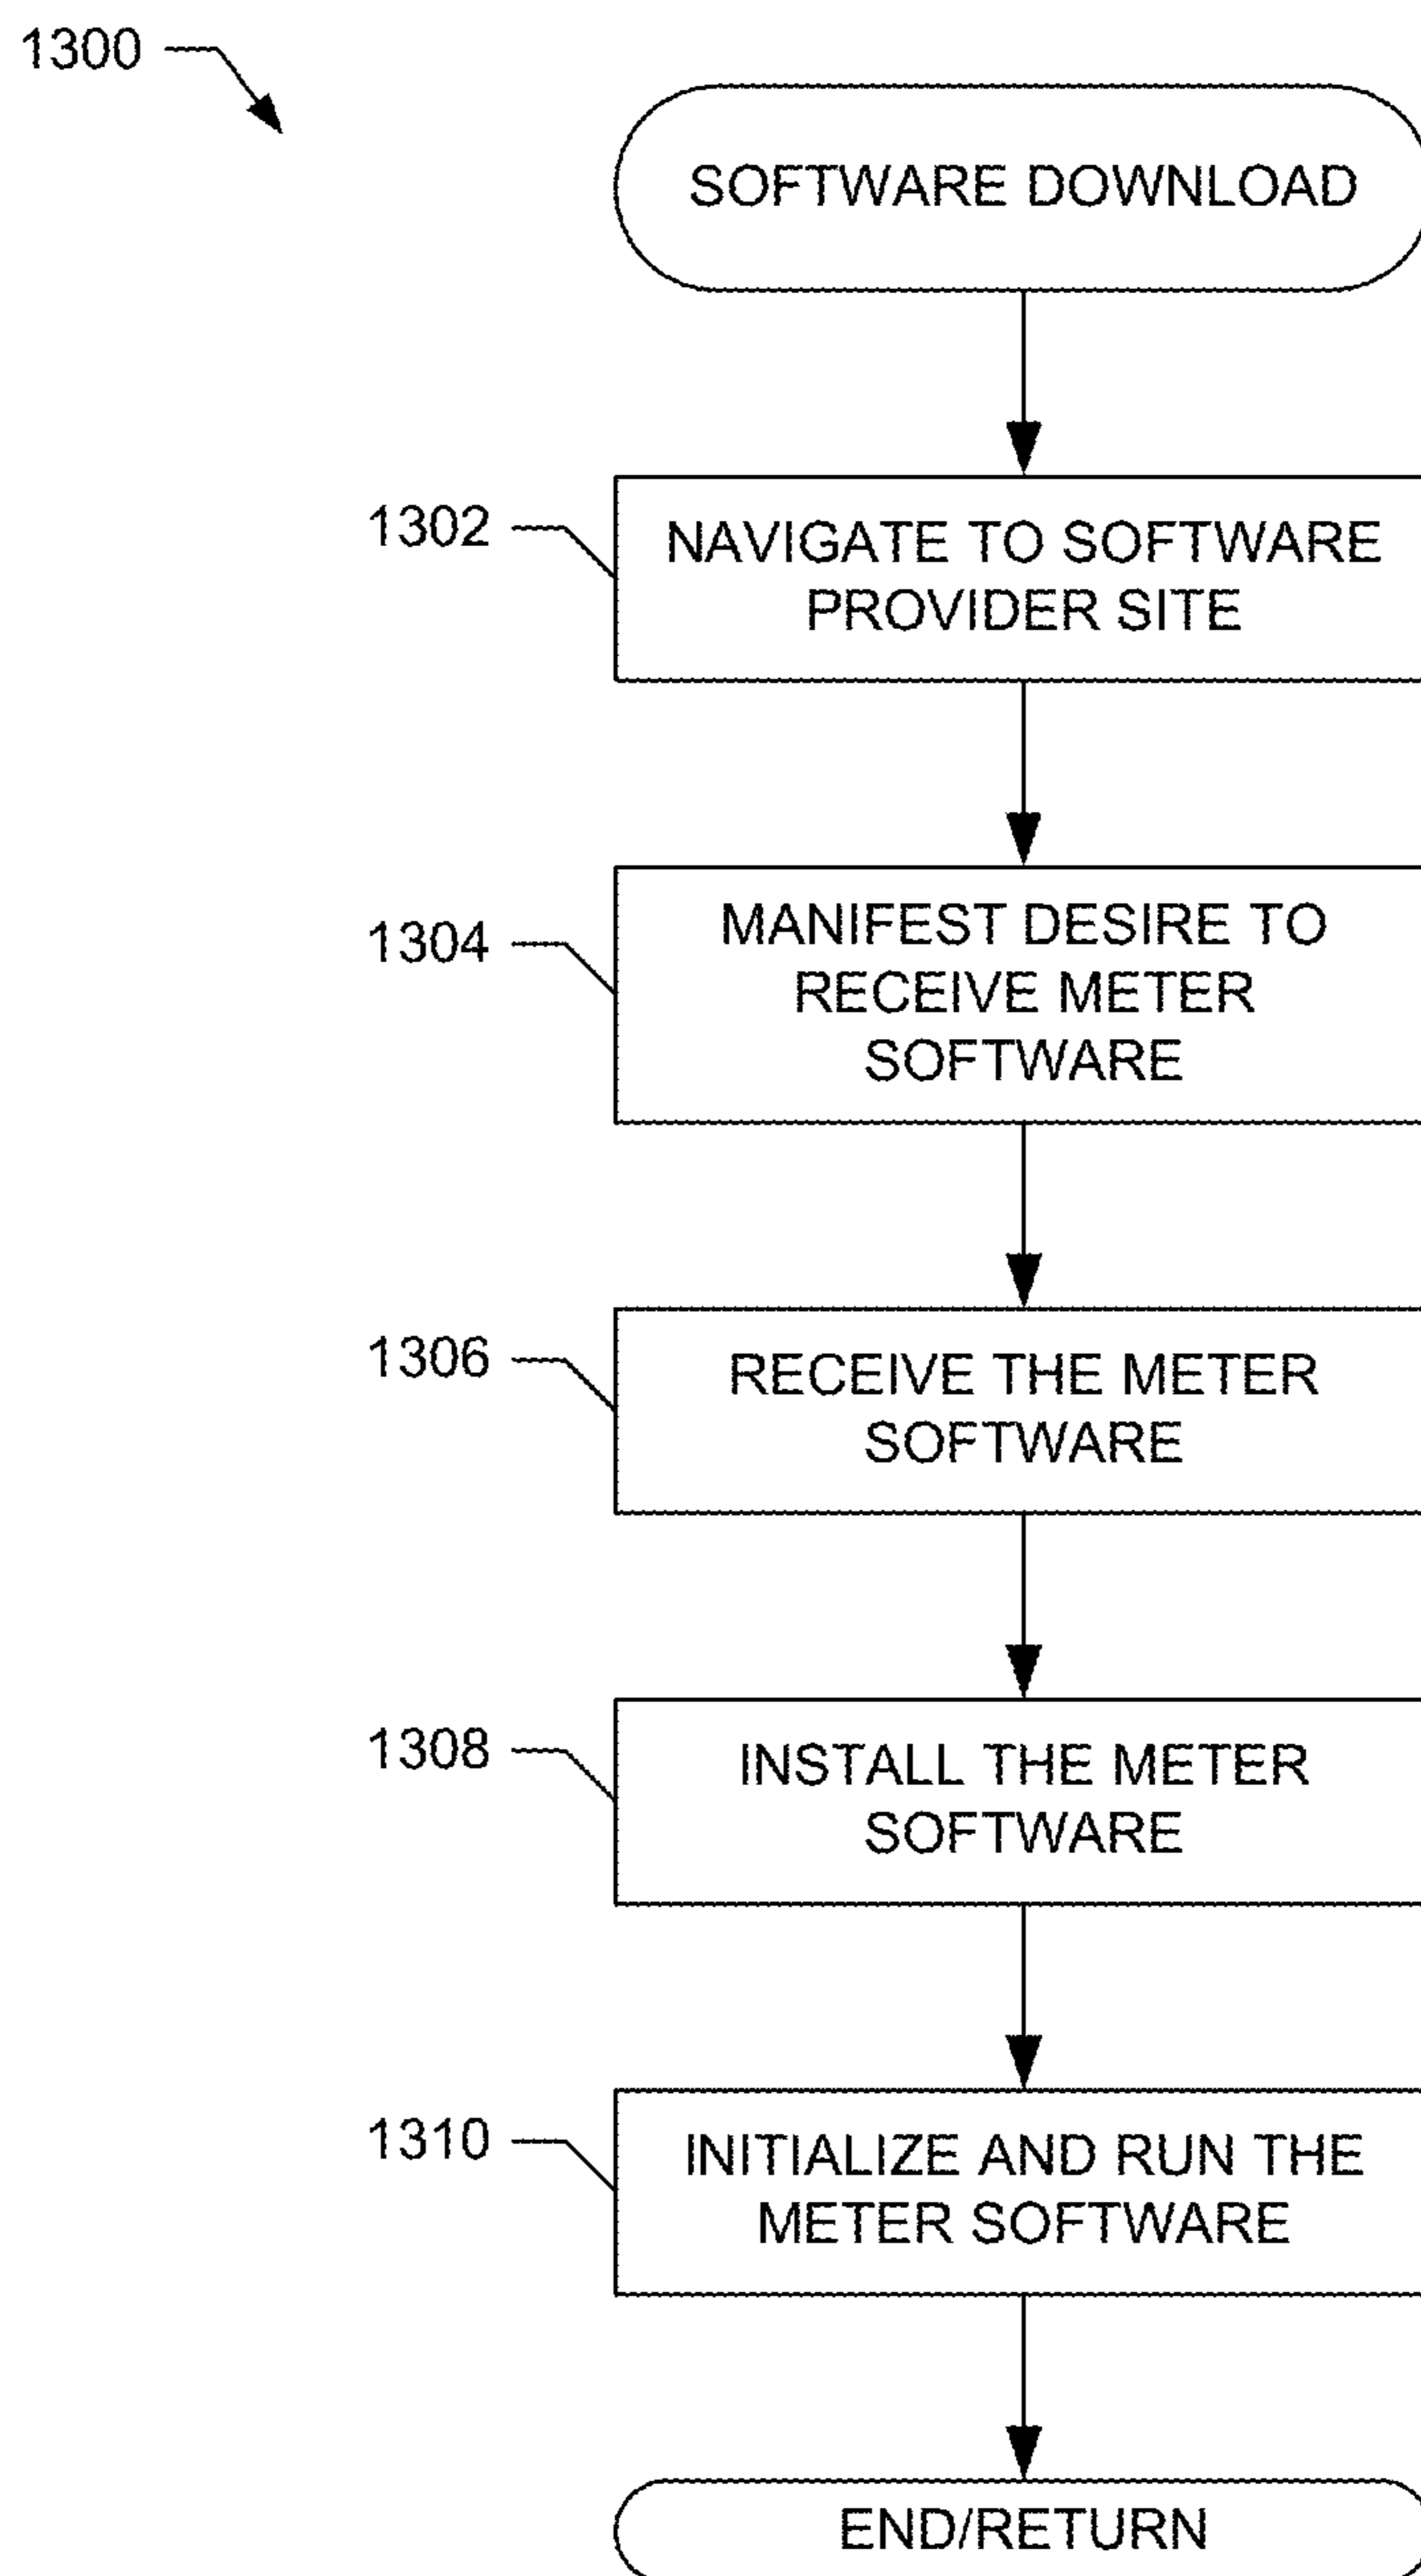 1300
SOFTWARE DOWNLOAD
1302
NAVIGATE TO SOFTWARE
PROVIDER SITE
1304
MANIFEST DESIRE TO
RECEIVE METER
SOFTWARE
1306
RECEIVE THE METER
SOFTWARE
1308
INSTALL THE METER
SOFTWARE
1310
INITIALIZE AND RUN THE
METER SOFTWARE
END/RETURN